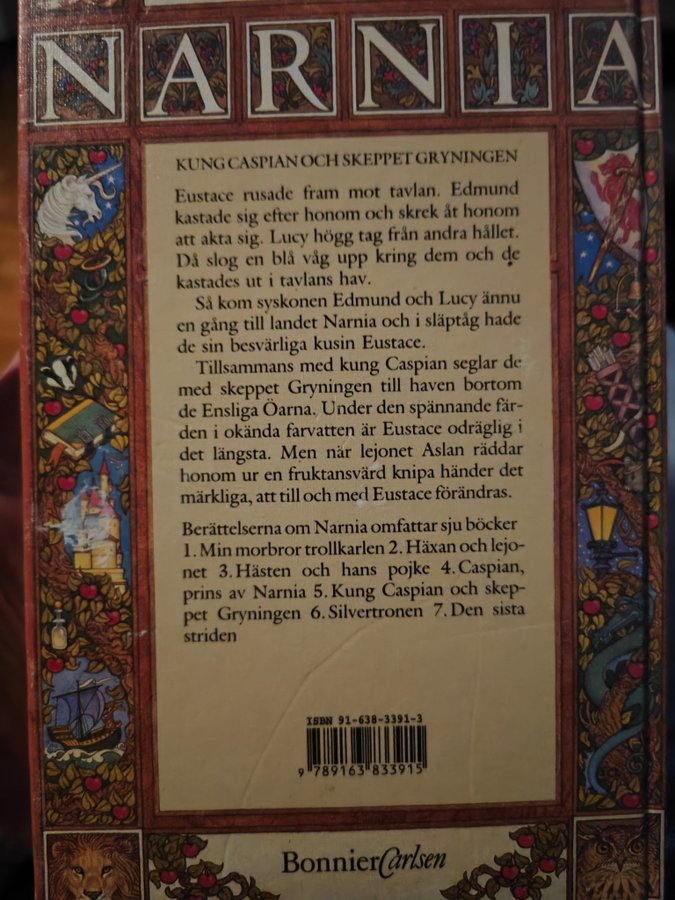 NARNIA
KUNG CASPIAN OCH SKEPPET GRYNINGEN
Eustace rusade fram mot tavlan. Edmund
kastade sig efter honom och skrek åt honom
att akta sig. Lucy högg tag från andra hållet.
Då slog en blå våg upp kring dem och de
kastades ut i tavlans hav.
Så kom syskonen Edmund och Lucy ännu
en gång till landet Narnia och i släptåg hade
de sin besvärliga kusin Eustace.
Tillsammans med kung Caspian seglar de
med skeppet Gryningen till haven bortom
de Ensliga Öarna. Under den spännande fär-
den i okända farvatten är Eustace odräglig i
det längsta. Men när lejonet Aslan räddar
honom ur en fruktansvärd knipa händer det
märkliga, att till och med Eustace förändras.
Berättelserna om Narnia omfattar sju böcker
1. Min morbror trollkarlen 2. Häxan och lejo-
net 3. Hästen och hans pojke 4. Caspian,
prins av Narnia 5. Kung Caspian och skep-
pet Gryningen 6. Silvertronen 7. Den sista
striden
ISBN 91-638-3391-3
9 789163 833915
BonnierCarlsen